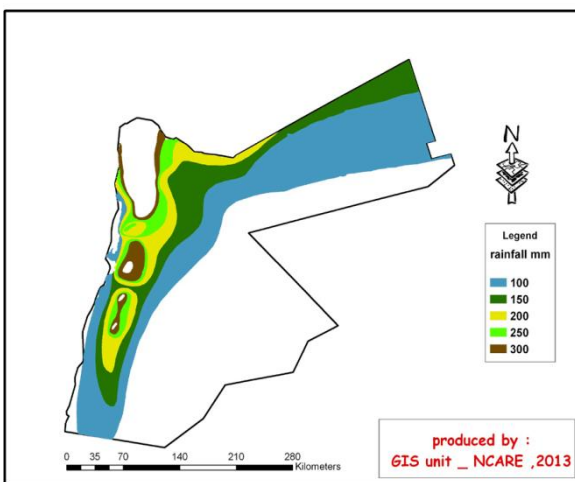 N
Legend
rainfall mm
100
150
200
250
300
produced by :
GIS unit _ NCARE ,2013
0 35 70 140 210 280
Kilometers